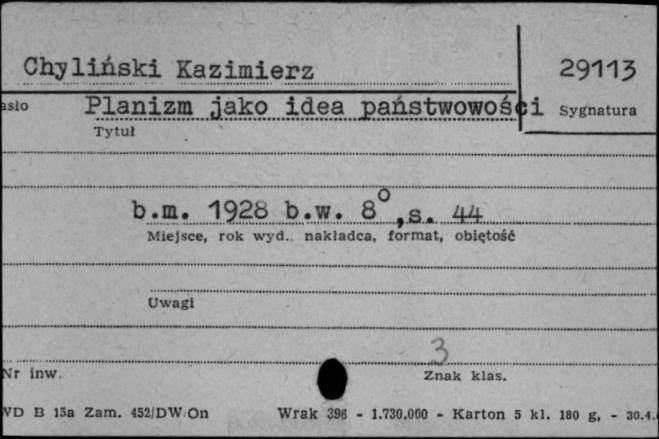 Chyliński Kazimierz
29113
Planizm jako idea państwowości
Sygnatura
Tytuł
b.m. 1928 b.w. 8°,s. 44
Miejsce, rok wyd. nakładca, format, obiętość
Uwagi
3
Nr inw.
Znak klas.
VD B 15a Zam. 452/DW/On Wrak 396 - 1.730.000 - Karton 5 kl. 180 g, - 30.4.